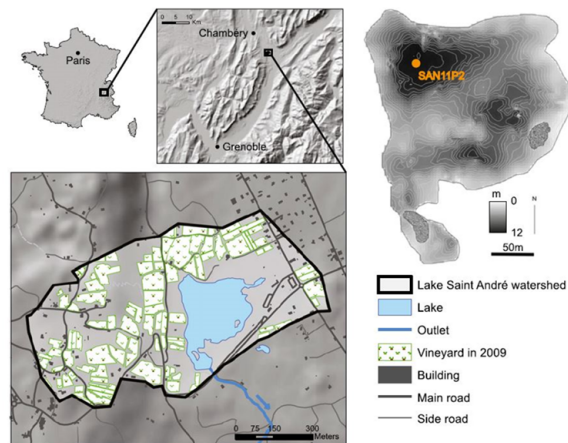 Paris
0 5 10
Km
Chambery
Grenoble
SAN11P2
m
0
12
N
50m
Lake Saint André watershed
Lake
Outlet
Vineyard in 2009
Building
Main road
Side road
0 75 150 300
Meters